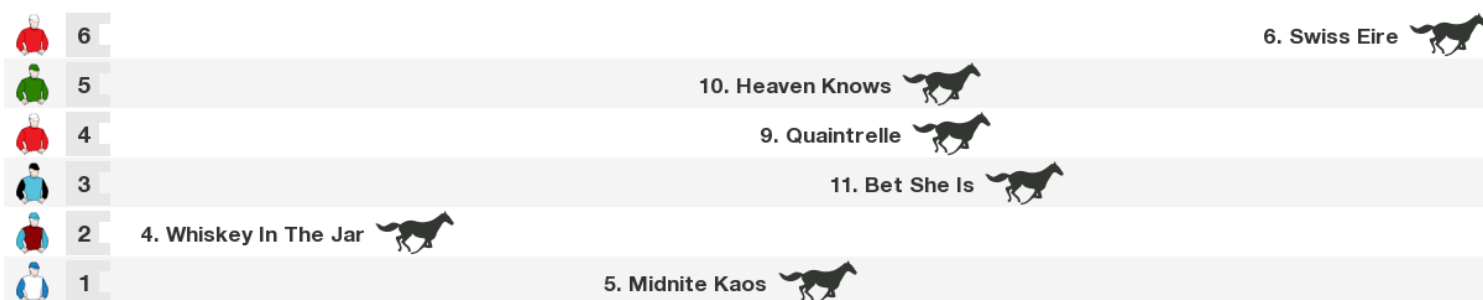 6 6. Swiss Eire
5 10. Heaven Knows
4 9. Quaintrelle
3 11. Bet She Is
2 4. Whiskey In The Jar
1 5. Midnite Kaos